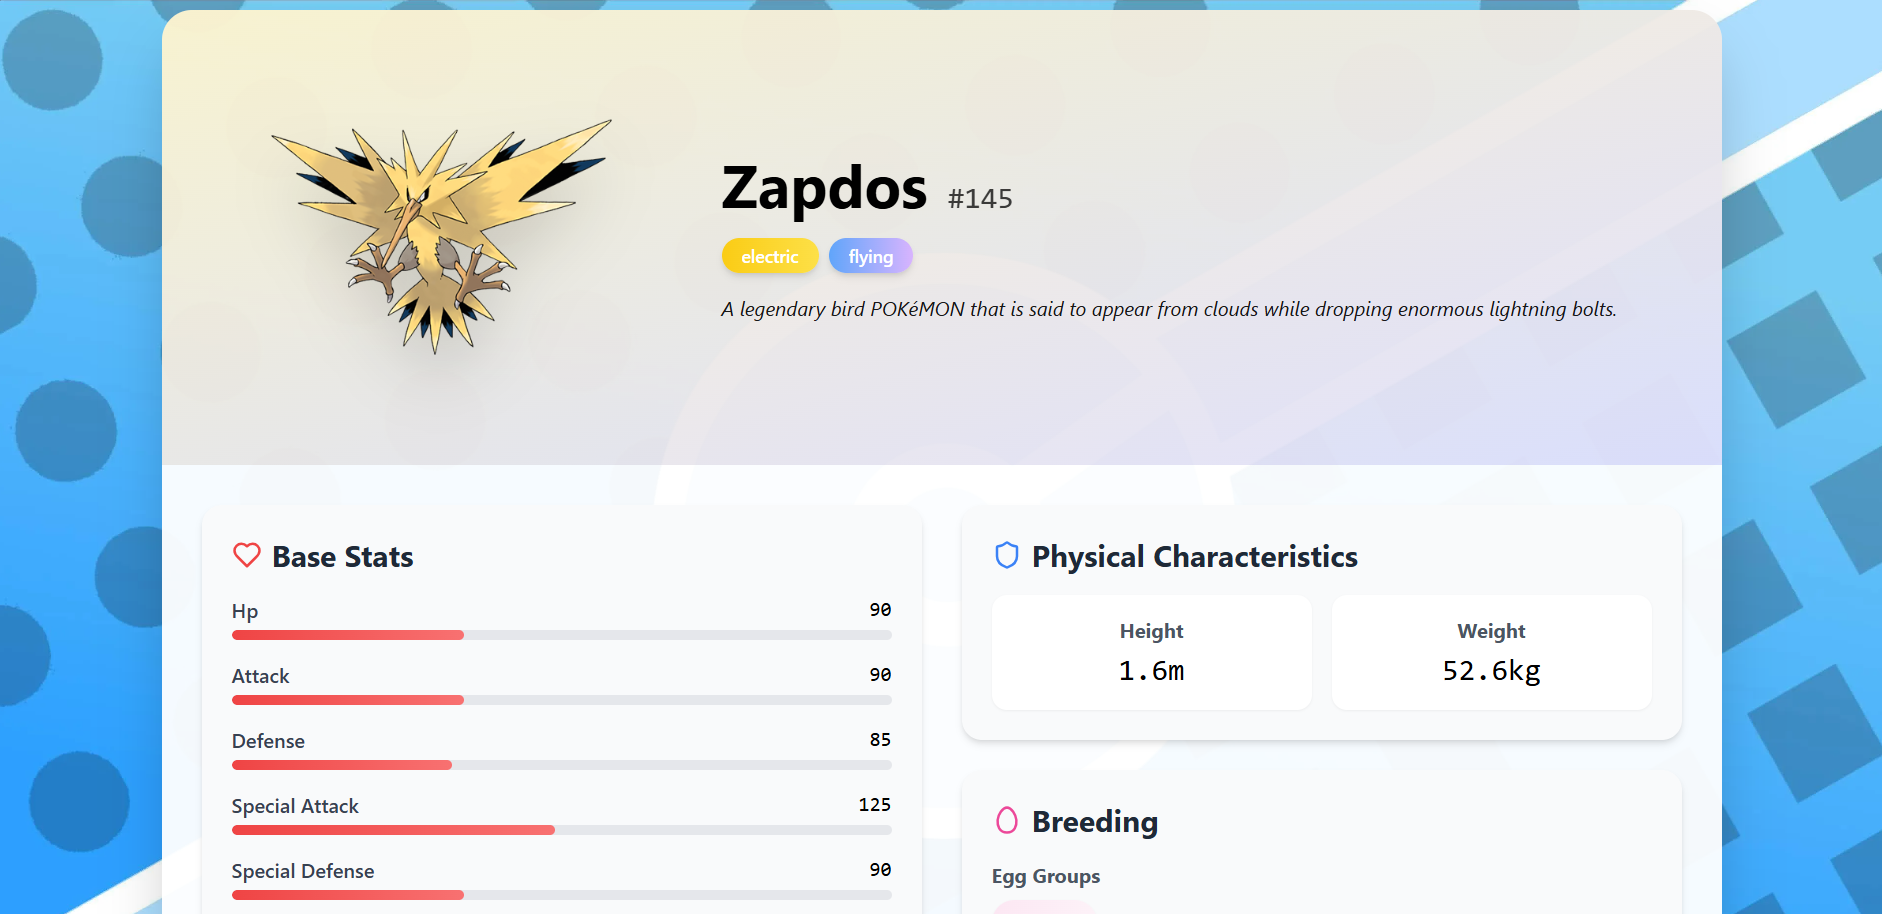 Zapdos #145
electric flying
A legendary bird POKéMON that is said to appear from clouds while dropping enormous lightning bolts.
Base Stats
Hp 90
Attack 90
Defense 85
Special Attack 125
Special Defense 90
Physical Characteristics
Height
1.6m
Weight
52.6kg
Breeding
Egg Groups